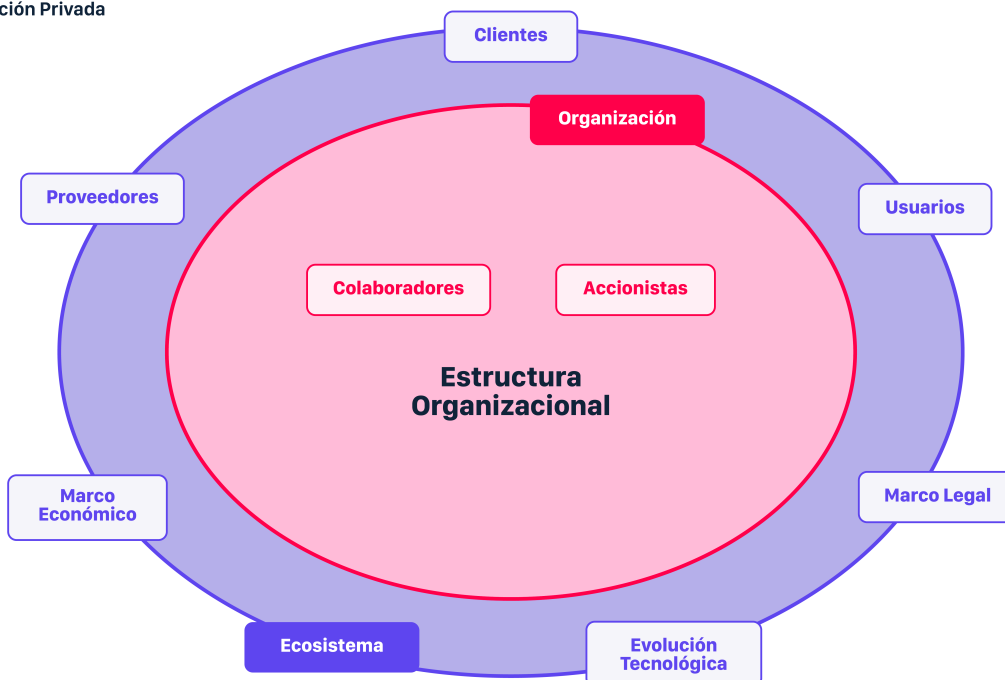 ción Privada
Clientes
Organización
Proveedores
Usuarios
Colaboradores
Accionistas
Estructura
Organizacional
Marco
Económico
Marco Legal
Ecosistema
Evolución
Tecnológica